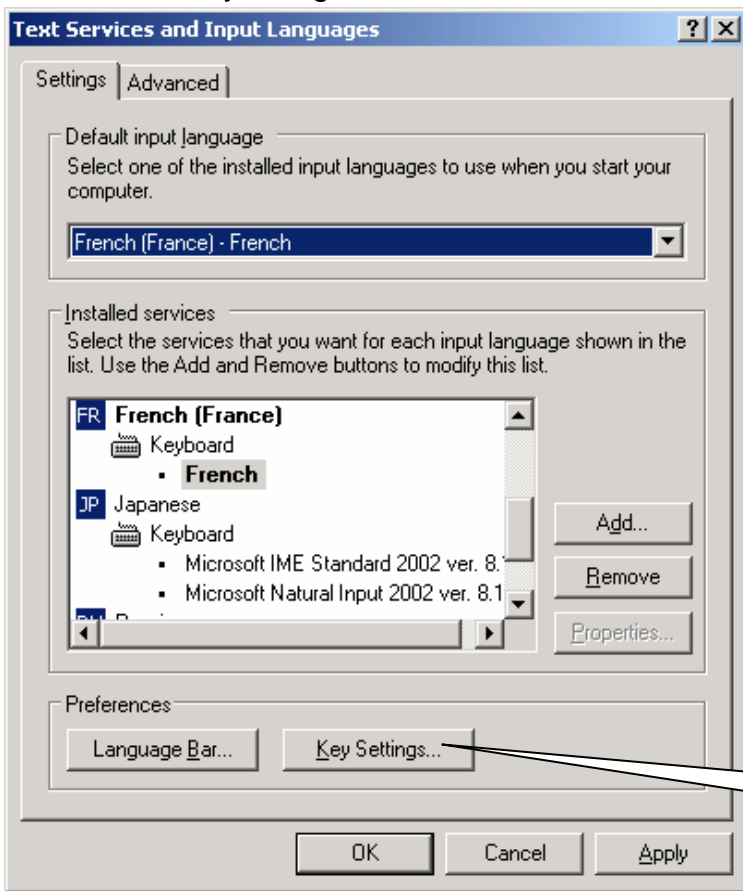 Text Services and Input Languages
Settings Advanced
Default input language
Select one of the installed input languages to use when you start your
computer.
French (France) - French
Installed services
Select the services that you want for each input language shown in the
list. Use the Add and Remove buttons to modify this list.
FR French (France)
Keyboard
▪ French
JP Japanese
Keyboard
▪ Microsoft IME Standard 2002 ver. 8.
▪ Microsoft Natural Input 2002 ver. 8.1
Add...
Remove
Properties...
Preferences
Language Bar... Key Settings...
OK Cancel Apply